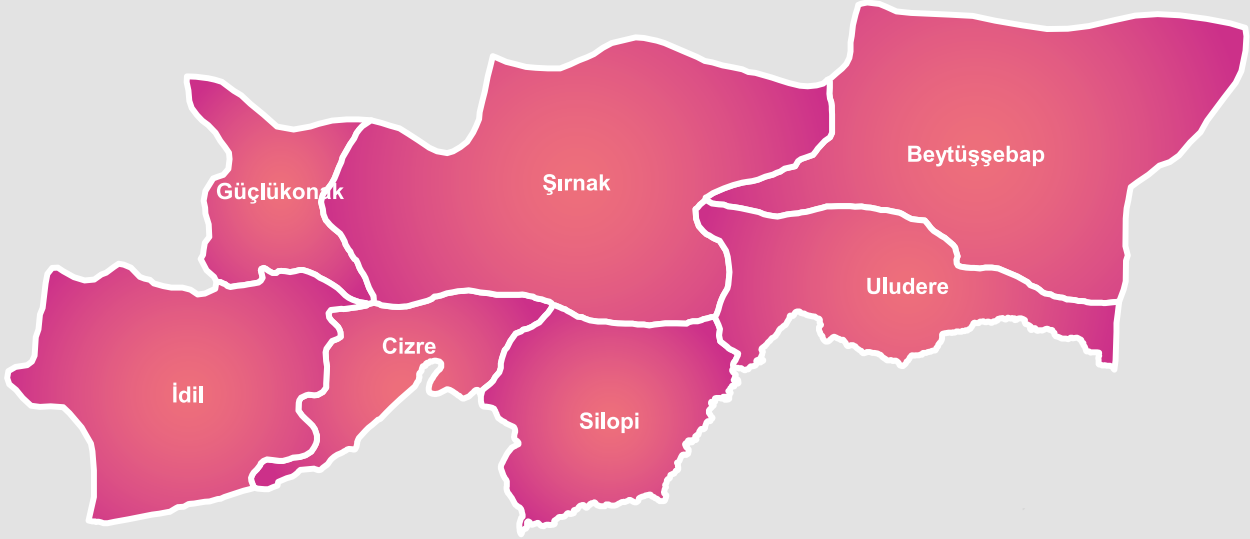 Beytüşşebap
Güçlükonak
Şırnak
Uludere
Cizre
İdil
Silopi